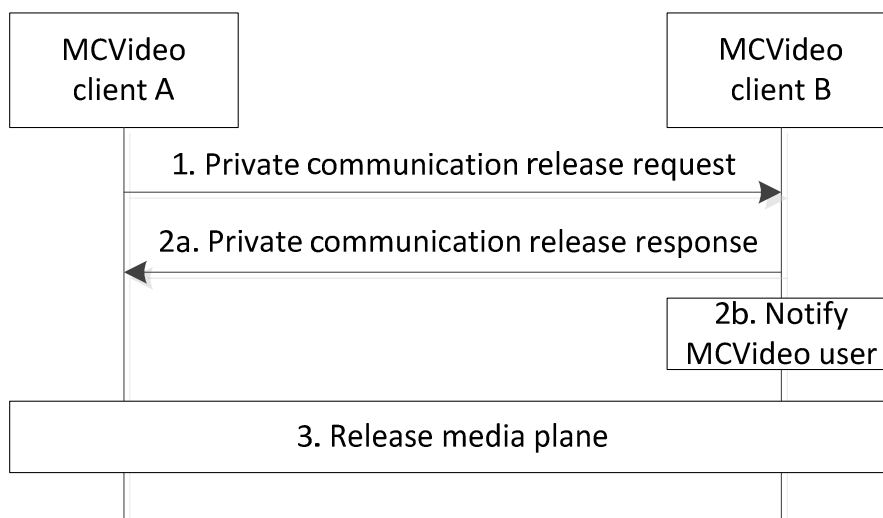 MCVideo
client A
MCVideo
client B
1. Private communication release request
2a. Private communication release response
2b. Notify
MCVideo user
3. Release media plane